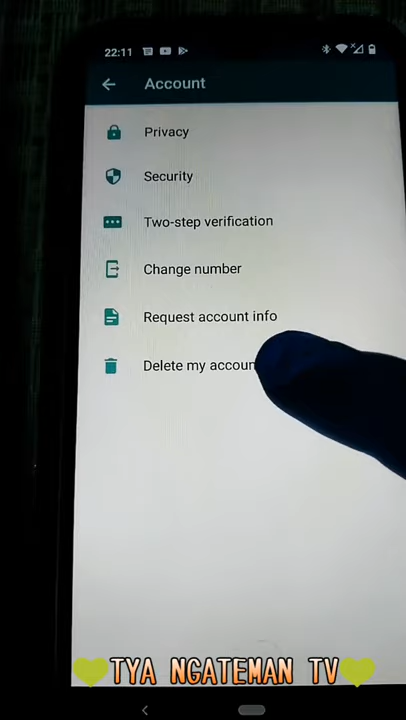 22:11
Account
Privacy
Security
Two-step verification
Change number
Request account info
Delete my accoun
TYA NGATEMAN TV